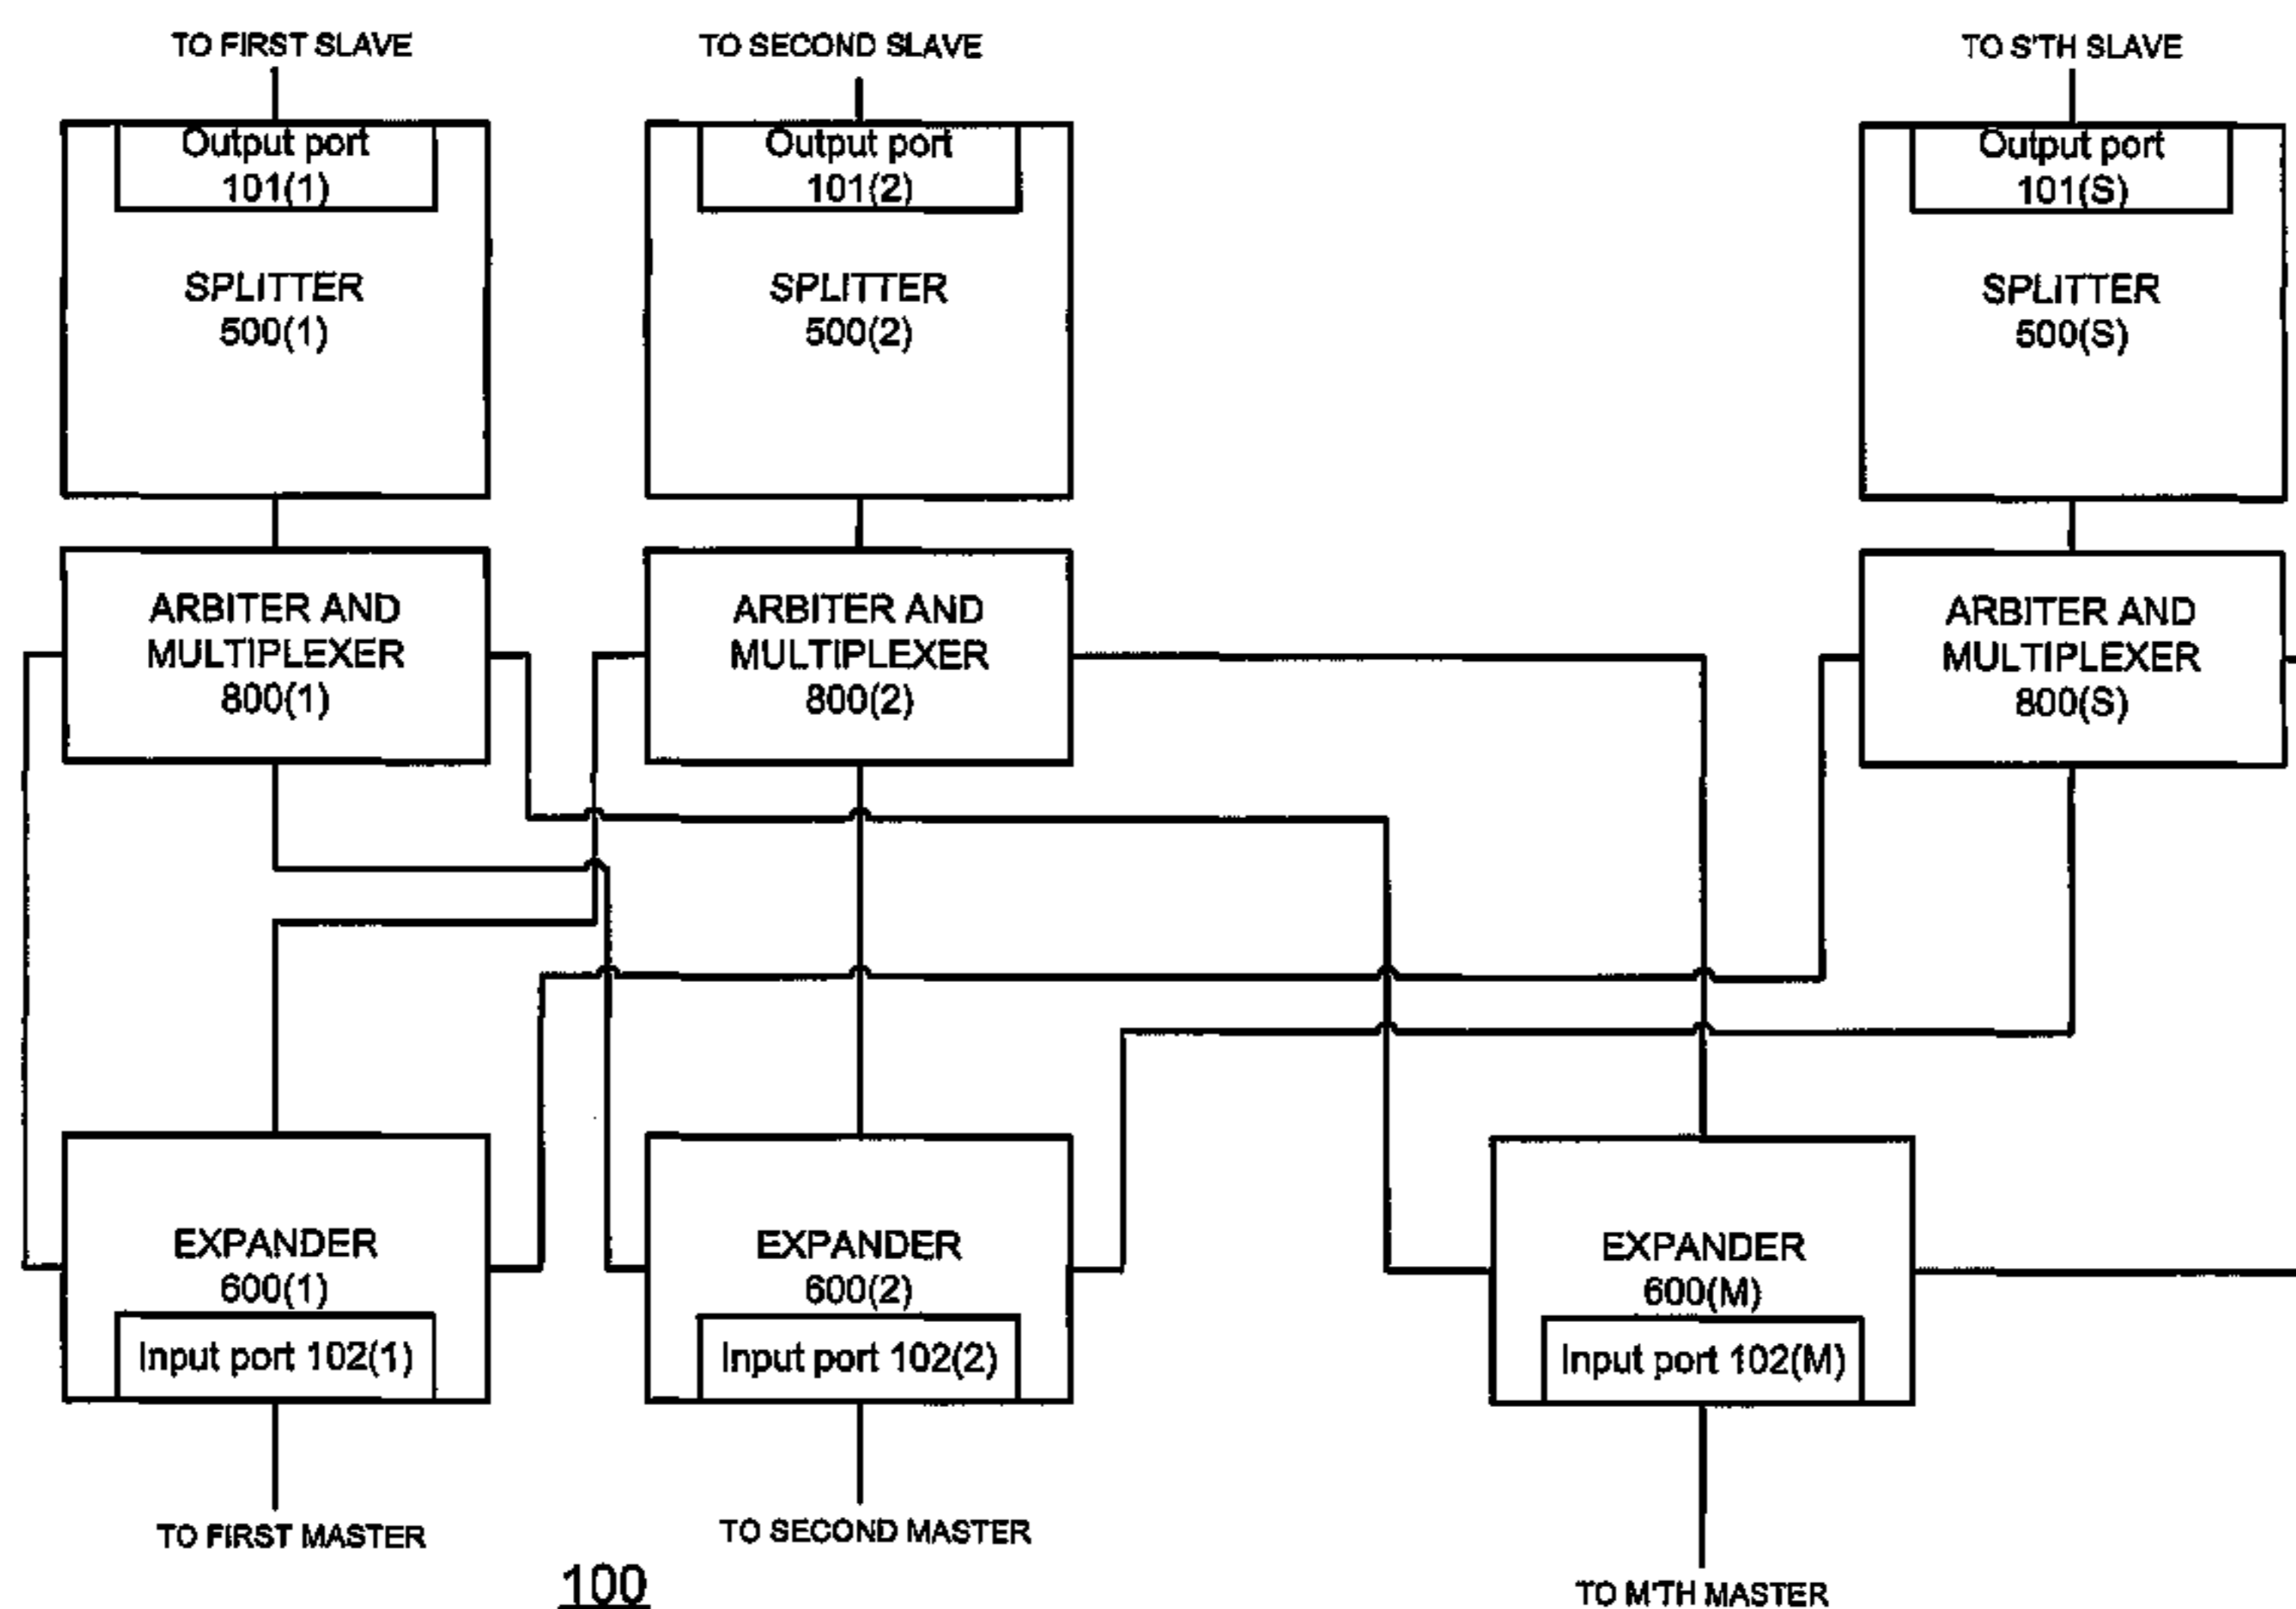 TO FIRST SLAVE
TO SECOND SLAVE
TO S'TH SLAVE
Output port
101(1)
Output port
101(2)
Output port
101(S)
SPLITTER
500(1)
SPLITTER
500(2)
SPLITTER
500(S)
ARBITER AND
MULTIPLEXER
800(1)
ARBITER AND
MULTIPLEXER
800(2)
ARBITER AND
MULTIPLEXER
800(S)
EXPANDER
600(1)
Input port 102(1)
EXPANDER
600(2)
Input port 102(2)
EXPANDER
600(M)
Input port 102(M)
TO FIRST MASTER
TO SECOND MASTER
TO M'TH MASTER
100